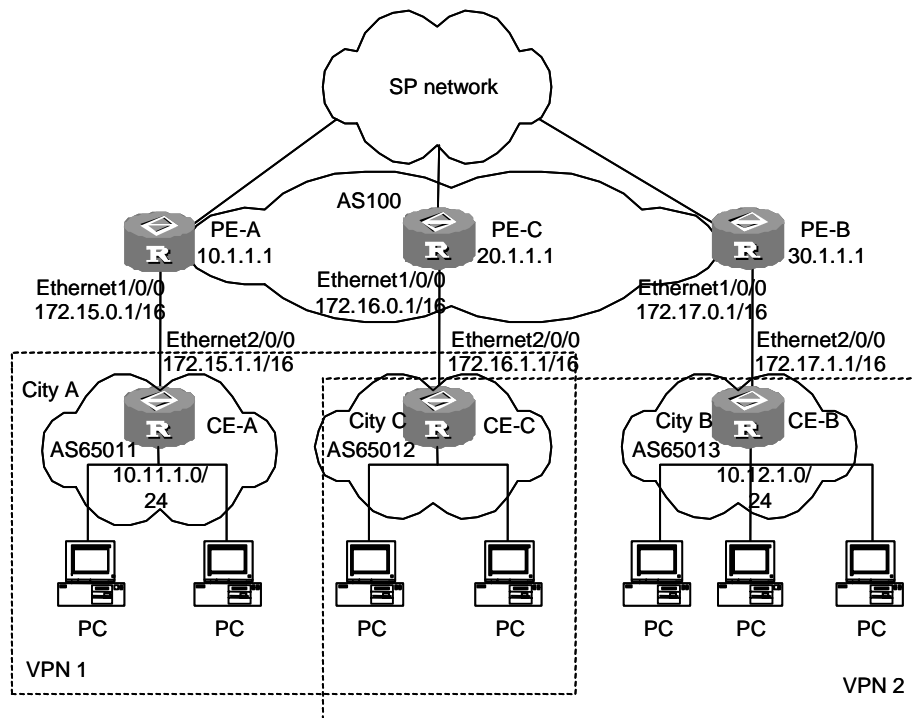 SP network
AS100
PE-A
10.1.1.1
R
PE-C
20.1.1.1
R
PE-B
30.1.1.1
R
Ethernet1/0/0
172.15.0.1/16
Ethernet1/0/0
172.16.0.1/16
Ethernet1/0/0
172.17.0.1/16
Ethernet2/0/0
172.15.1.1/16
Ethernet2/0/0
172.16.1.1/16
Ethernet2/0/0
172.17.1.1/16
City A
CE-A
R
AS65011
10.11.1.0/
24
City C
CE-C
R
AS65012
City B
CE-B
R
AS65013
10.12.1.0/
24
PC
PC
PC
PC
PC
PC
PC
VPN 1
VPN 2